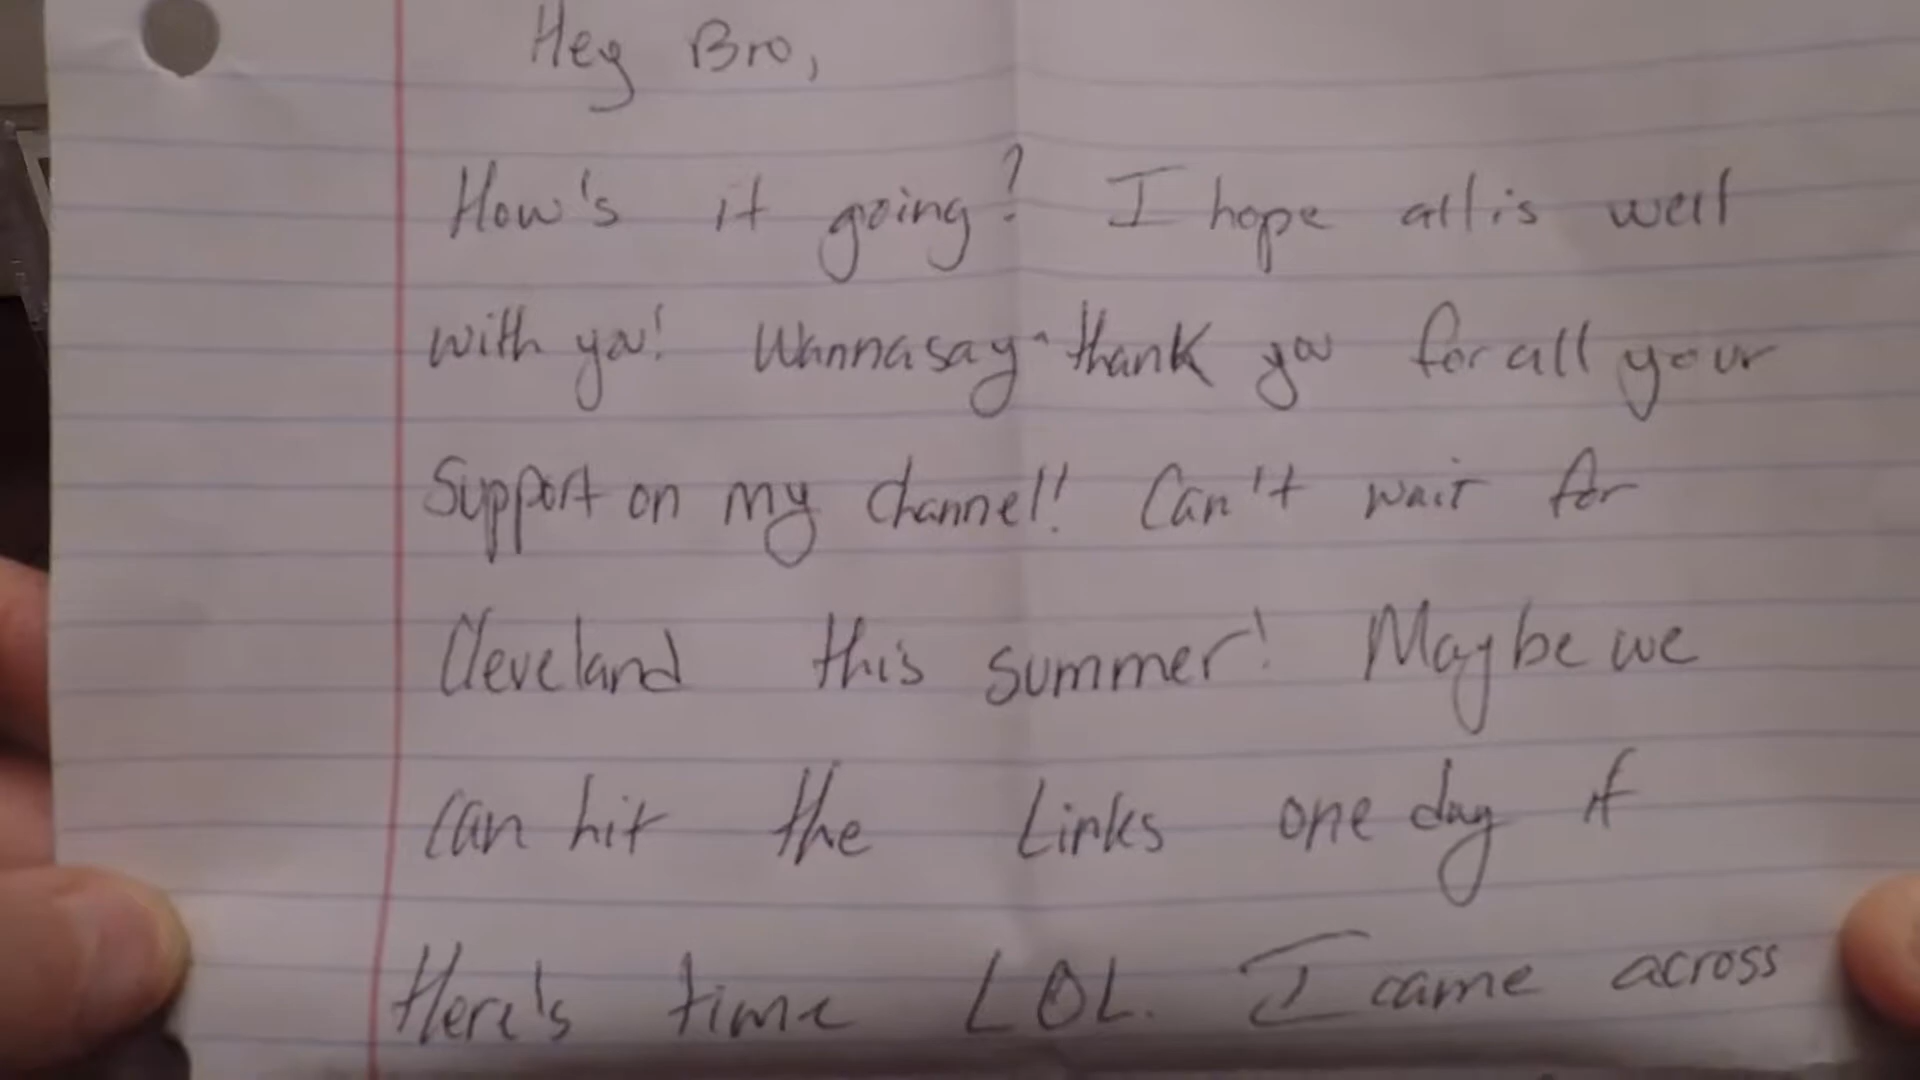 Hey Bro,
How's it going? I hope all is well
with you! Wanna say thank you for all your
Support on my channel! Can't wait for
Cleveland this summer! Maybe we
can hit the Links one day if
Here's time LOL. I came across